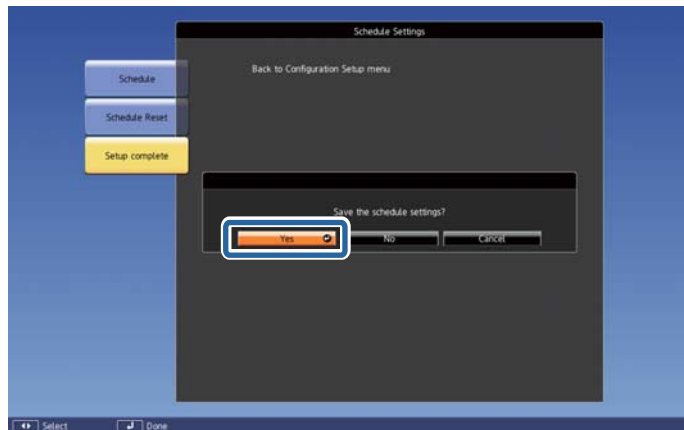 Schedule Settings
Back to Configuration Setup menu
Schedule
Schedule Reset
Setup complete
Save the schedule settings?
Yes No Cancel
Select Done